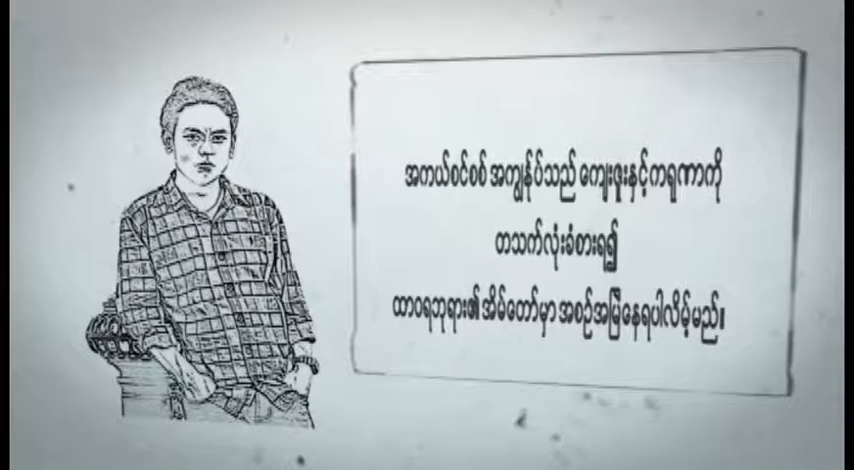 အကယ်စင်စစ် အကျွန်ုပ်သည် ကျေးဇူးနှင့်ကရုဏာကို
တသက်လုံးခံစားရ၍
ထာဝရဘုရား၏ အိမ်တော်မှာ အစဉ်အမြဲနေရပါလိမ့်မည်။